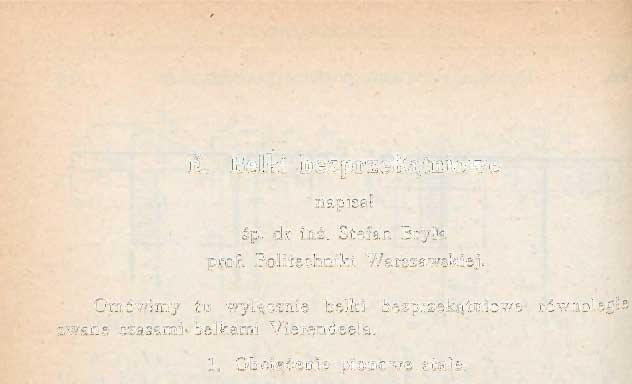 Belki bezprzekątniowe
napisał
śp. dr inż. Stefan Bryła
prof. Politechniki Warszawskiej.
Omówimy tu wyłącznie belki bezprzekątniowe równoległe
zwane czasami belkami Vierendeela.
1. Obciążenie pionowe stałe.